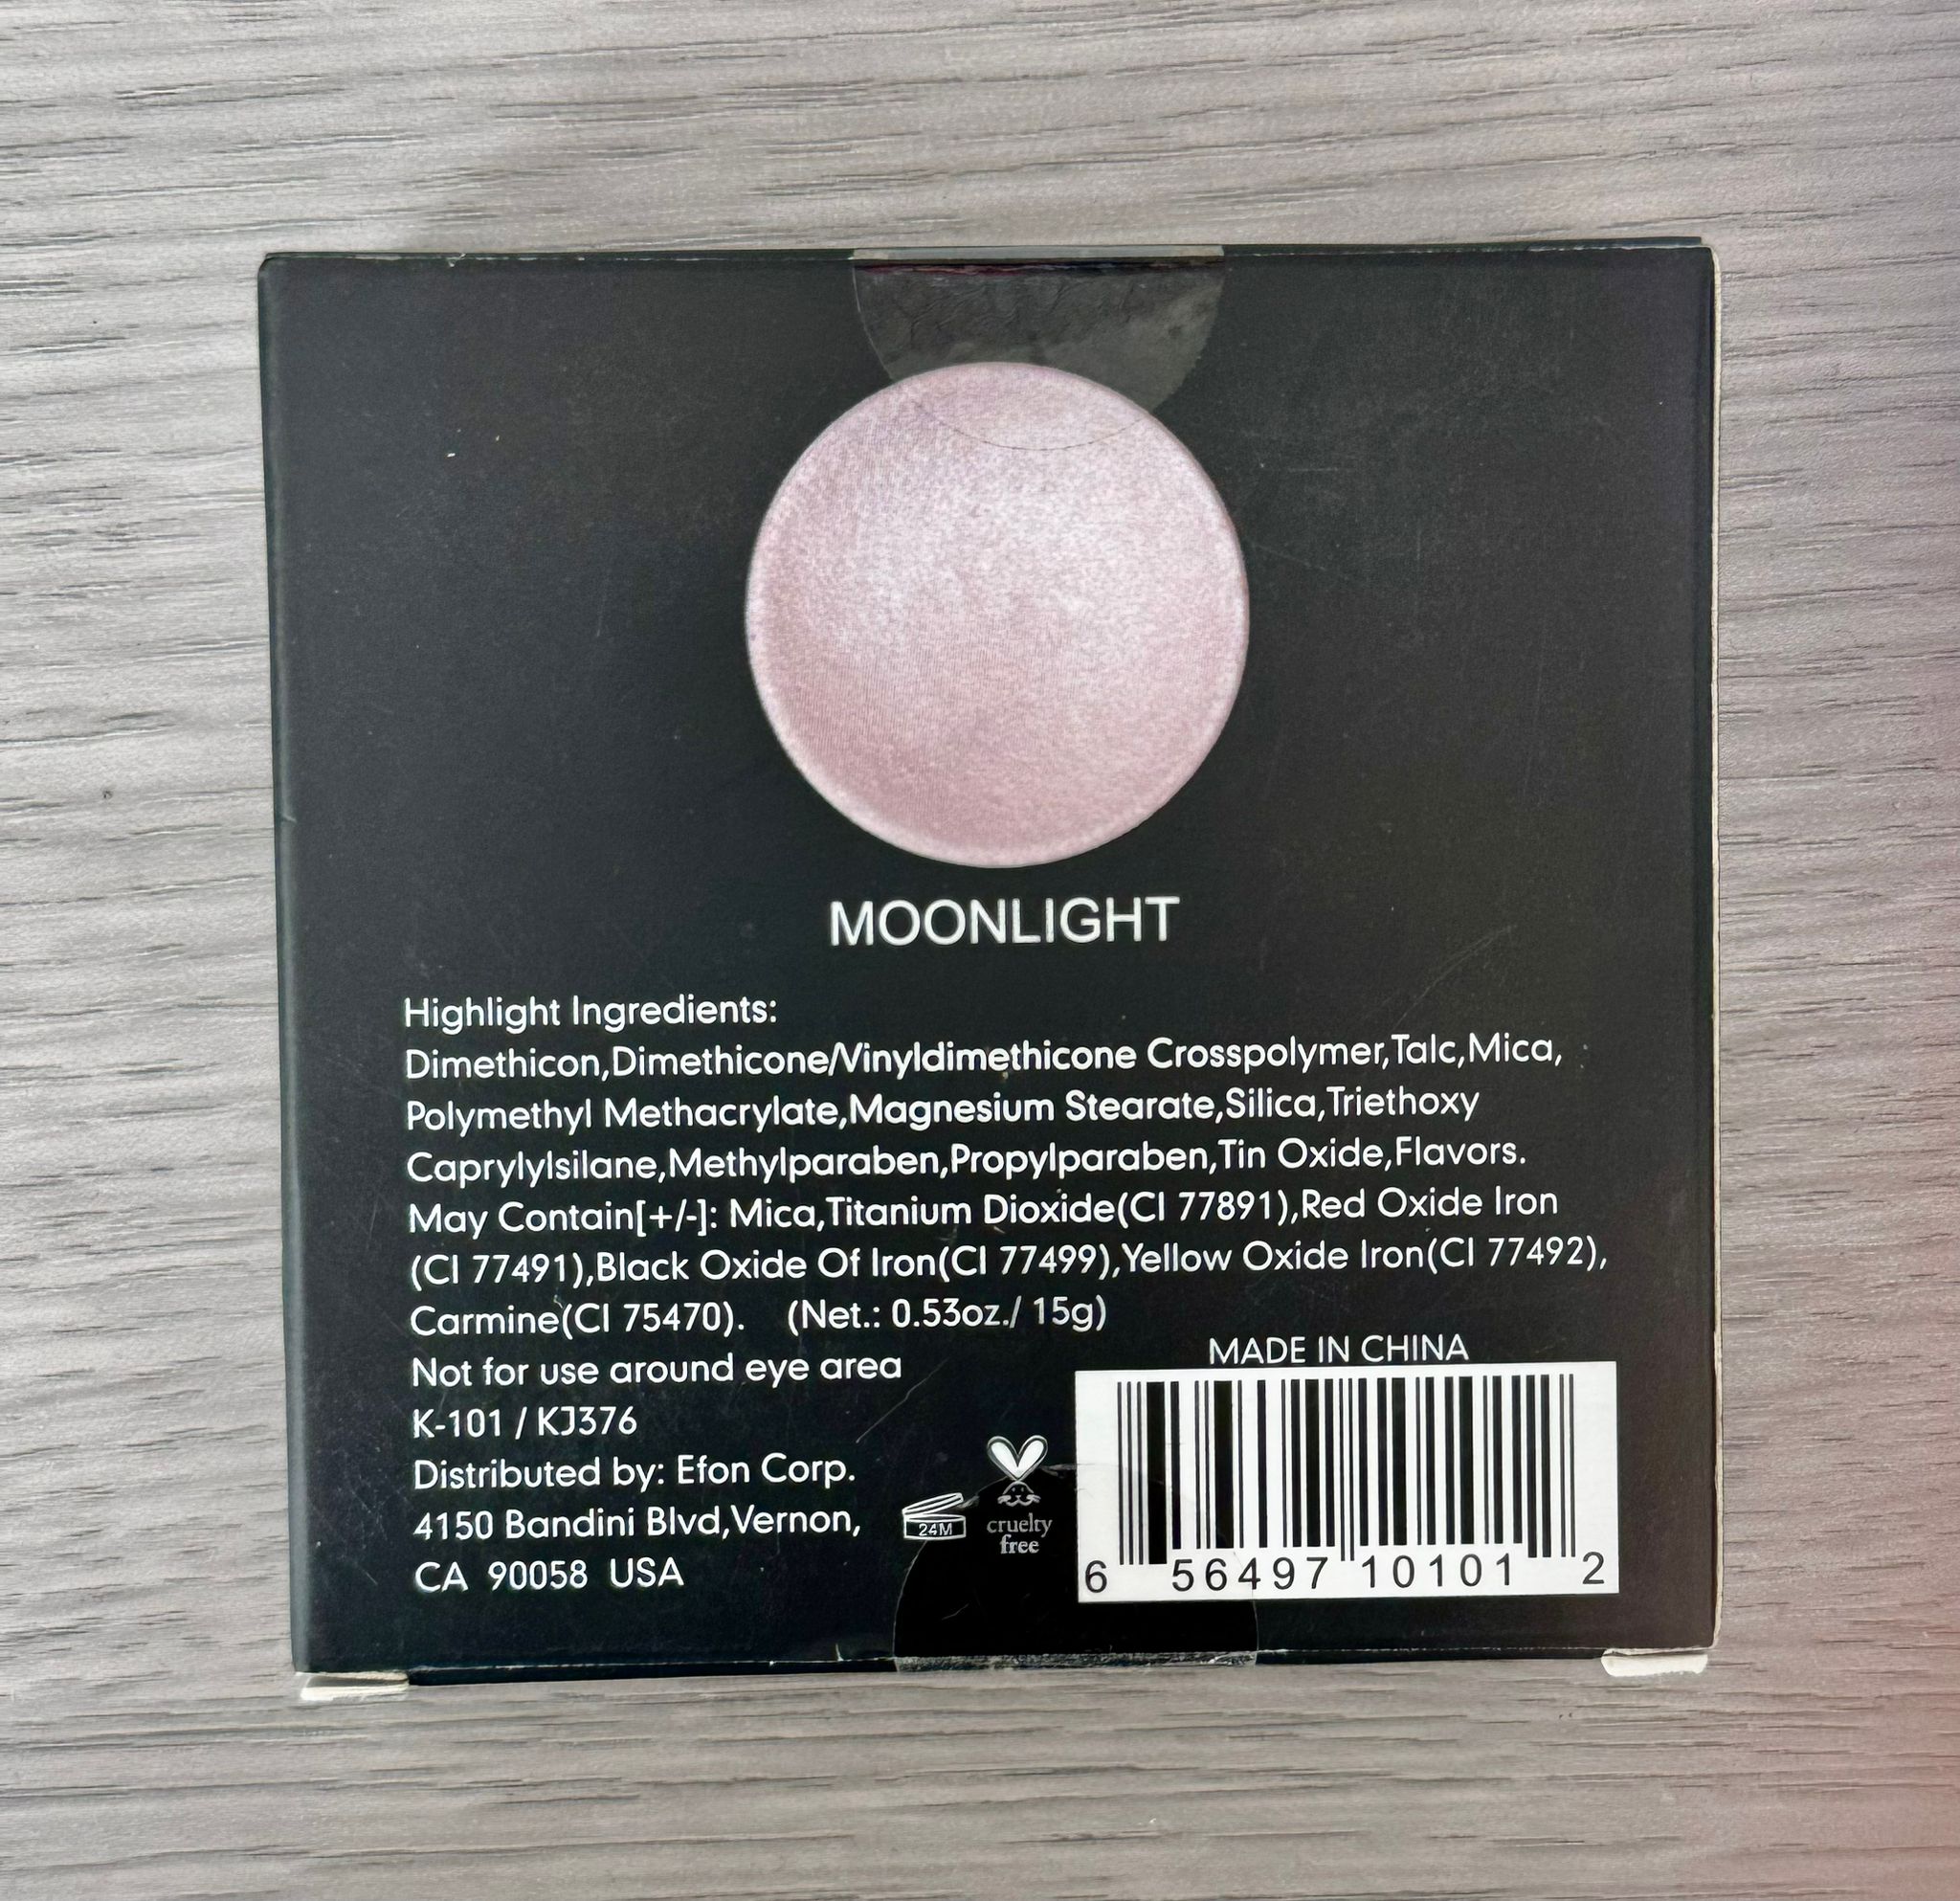 MOONLIGHT
Highlight Ingredients:
Dimethicon,Dimethicone/Vinyldimethicone Crosspolymer,Talc,Mica,
Polymethyl Methacrylate,Magnesium Stearate,Silica,Triethoxy
Caprylylsilane,Methylparaben,Propylparaben,Tin Oxide,Flavors.
May Contain[+/-]: Mica,Titanium Dioxide(CI 77891),Red Oxide Iron
(CI 77491),Black Oxide Of Iron(CI 77499),Yellow Oxide Iron(CI 77492),
Carmine(CI 75470). (Net.: 0.53oz./ 15g)
Not for use around eye area
K-101 / KJ376
Distributed by: Efon Corp.
4150 Bandini Blvd,Vernon,
CA 90058 USA
24M
cruelty
free
MADE IN CHINA
6 56497 10101 2